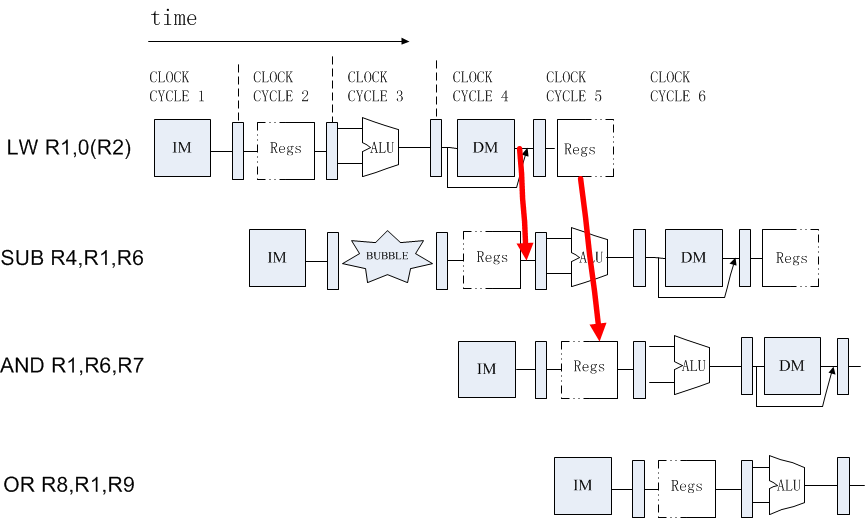 time
CLOCK CYCLE 1
CLOCK CYCLE 2
CLOCK CYCLE 3
CLOCK CYCLE 4
CLOCK CYCLE 5
CLOCK CYCLE 6
LW R1,0(R2)
IM
Regs
ALU
DM
Regs
SUB R4,R1,R6
IM
BUBBLE
Regs
ALU
DM
Regs
AND R1,R6,R7
IM
Regs
ALU
DM
OR R8,R1,R9
IM
Regs
ALU